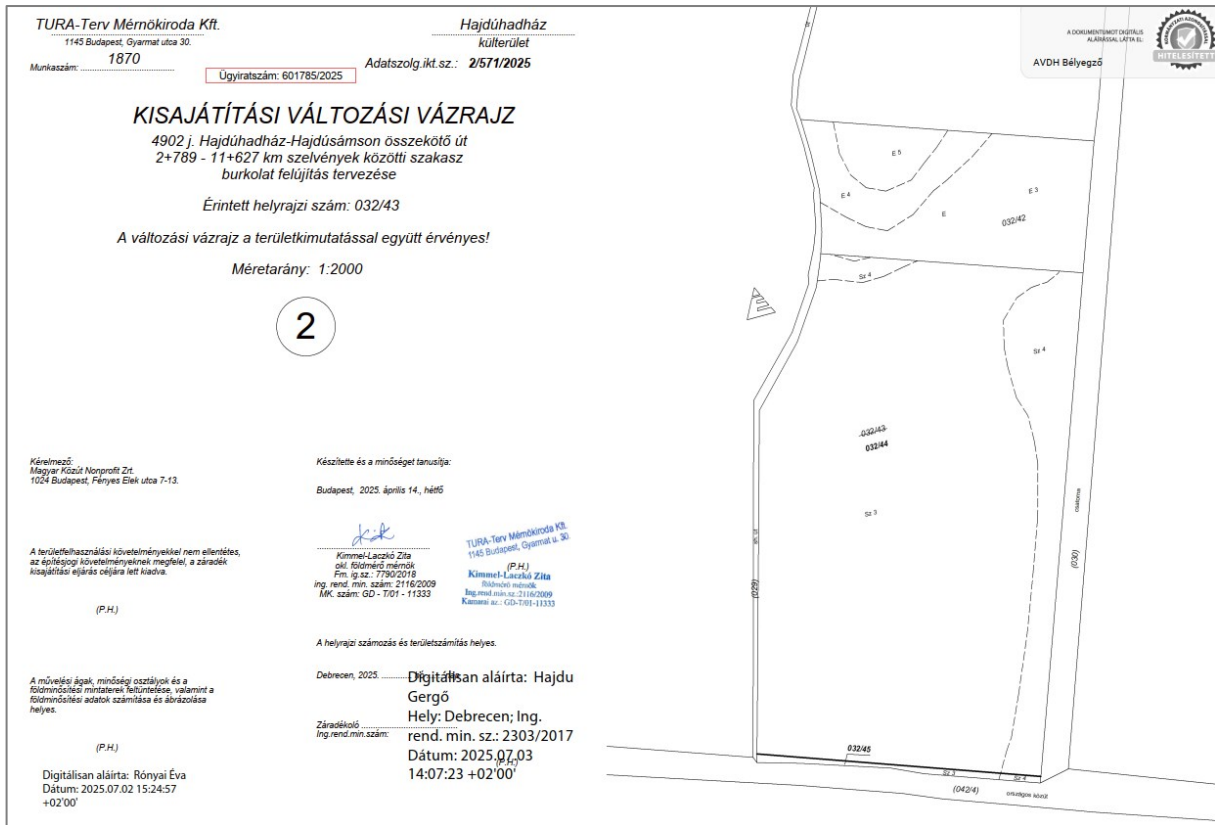 TURA-Terv Mérnökiroda Kft.
1145 Budapest, Gyarmat utca 30.
Munkaszám: 1870
Hajdúhadház
külterület
Ügyiratszám: 601785/2025
Adatszolg.ikt.sz.: 2/571/2025
KISAJÁTÍTÁSI VÁLTOZÁSI VÁZRAJZ
4902 j. Hajdúhadház-Hajdúsámson összekötő út
2+789 - 11+627 km szelvények közötti szakasz
burkolat felújítás tervezése
Érintett helyrajzi szám: 032/43
A változási vázrajz a területkimutatással együtt érvényes!
Méretarány: 1:2000
2
Kérelmező:
Magyar Közút Nonprofit Zrt.
1024 Budapest, Fényes Elek utca 7-13.
Készítette és a minőséget tanusítja:
Budapest, 2025. április 14., hétfő
Kimmel-Laczkó Zita
okl. földmérő mérnök
Fm. ig.sz.: 7790/2018
ing. rend. min. szám: 2116/2009
MK. szám: GD - T/01 - 11333
TURA-Terv Mérnökiroda Kft.
1145 Budapest, Gyarmat u. 30.
(P.H.)
Kimmel-Laczkó Zita
földmérő mérnök
Ing.rend.min.sz.:2116/2009
Kamarai az.: GD-T/01-11333
A területfelhasználási követelményekkel nem ellentétes,
az építésjogi követelményeknek megfelel, a záradék
kisajátítási eljárás céljára lett kiadva.
(P.H.)
A helyrajzi számozás és területszámítás helyes.
Debrecen, 2025.
Záradékoló
Ing.rend.min.szám:
(P.H.)
Digitálisan aláírta: Hajdu
Gergő
Hely: Debrecen; Ing.
rend. min. sz.: 2303/2017
Dátum: 2025.07.03
14:07:23 +02'00'
A művelési ágak, minőségi osztályok és a
földminősítési mintaterek feltüntetése, valamint a
földminősítési adatok számítása és ábrázolása
helyes.
(P.H.)
Digitálisan aláírta: Rónyai Éva
Dátum: 2025.07.02 15:24:57
+02'00'
A DOKUMENTUMOT DIGITÁLIS
ALÁÍRÁSSAL LÁTTA EL:
AVDH Bélyegző
HITELESÍTETT
út
E 5
E 4
E 3
E
032/42
Sz 4
Sz 4
032/43
032/44
Sz 3
(029)
út
csatorna
(030)
032/45
Sz 3
Sz 4
(042/4)
országos közút